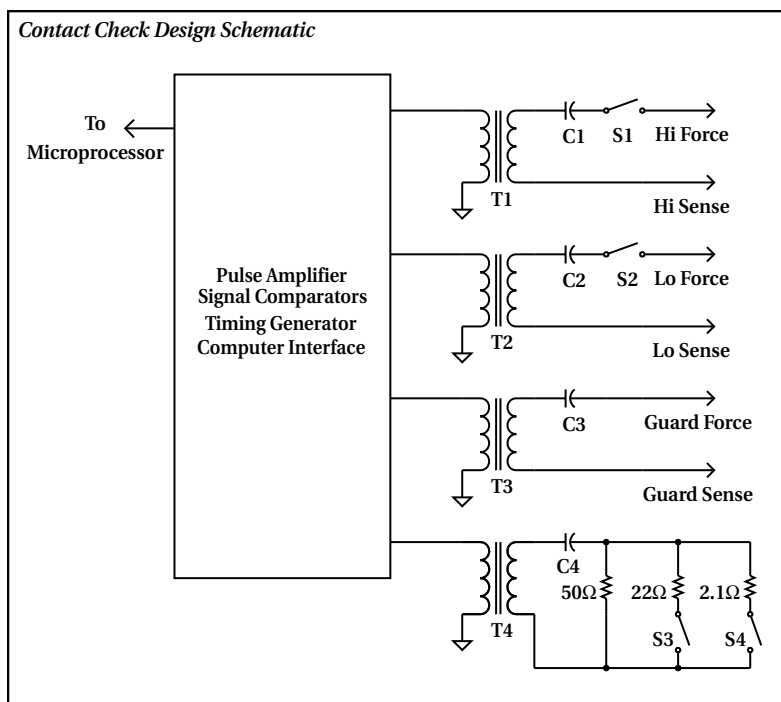 Contact Check Design Schematic
To
Microprocessor
Pulse Amplifier
Signal Comparators
Timing Generator
Computer Interface
C1
S1
Hi Force
T1
Hi Sense
C2
S2
Lo Force
T2
Lo Sense
C3
Guard Force
T3
Guard Sense
C4
50Ω
22Ω
2.1Ω
T4
S3
S4